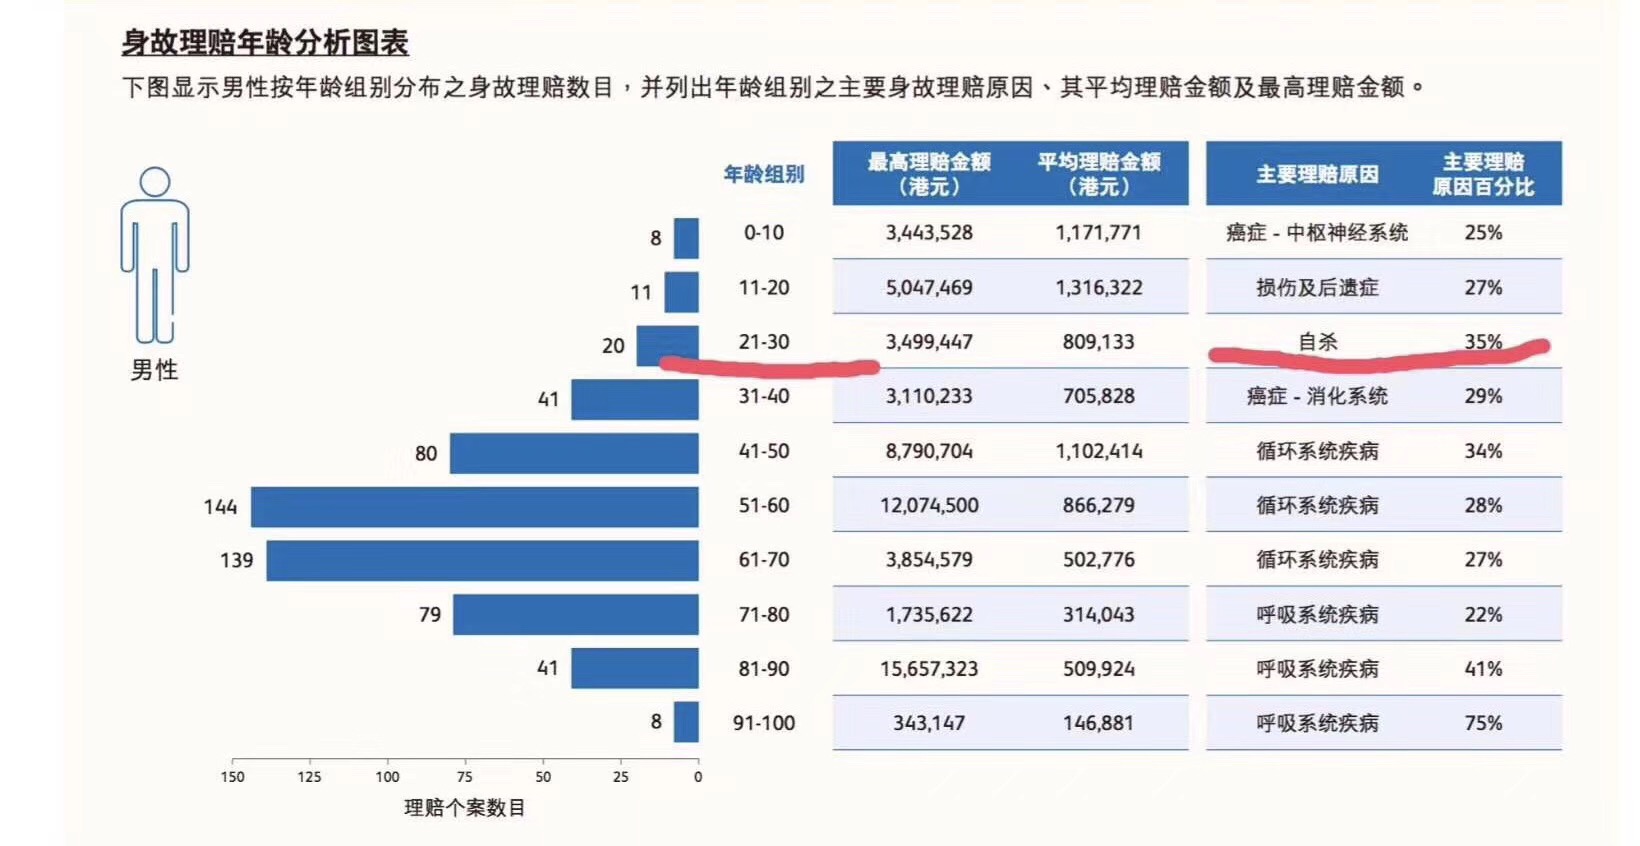 身故理赔年龄分析图表
下图显示男性按年龄组别分布之身故理赔数目，并列出年龄组别之主要身故理赔原因、其平均理赔金额及最高理赔金额。
年龄组别 最高理赔金额（港元） 平均理赔金额（港元） 主要理赔原因 主要理赔原因百分比
8 0-10 3,443,528 1,171,771 癌症 - 中枢神经系统 25%
11 11-20 5,047,469 1,316,322 损伤及后遗症 27%
20 21-30 3,499,447 809,133 自杀 35%
男性
41 31-40 3,110,233 705,828 癌症 - 消化系统 29%
80 41-50 8,790,704 1,102,414 循环系统疾病 34%
144 51-60 12,074,500 866,279 循环系统疾病 28%
139 61-70 3,854,579 502,776 循环系统疾病 27%
79 71-80 1,735,622 314,043 呼吸系统疾病 22%
41 81-90 15,657,323 509,924 呼吸系统疾病 41%
8 91-100 343,147 146,881 呼吸系统疾病 75%
150 125 100 75 50 25 0
理赔个案数目